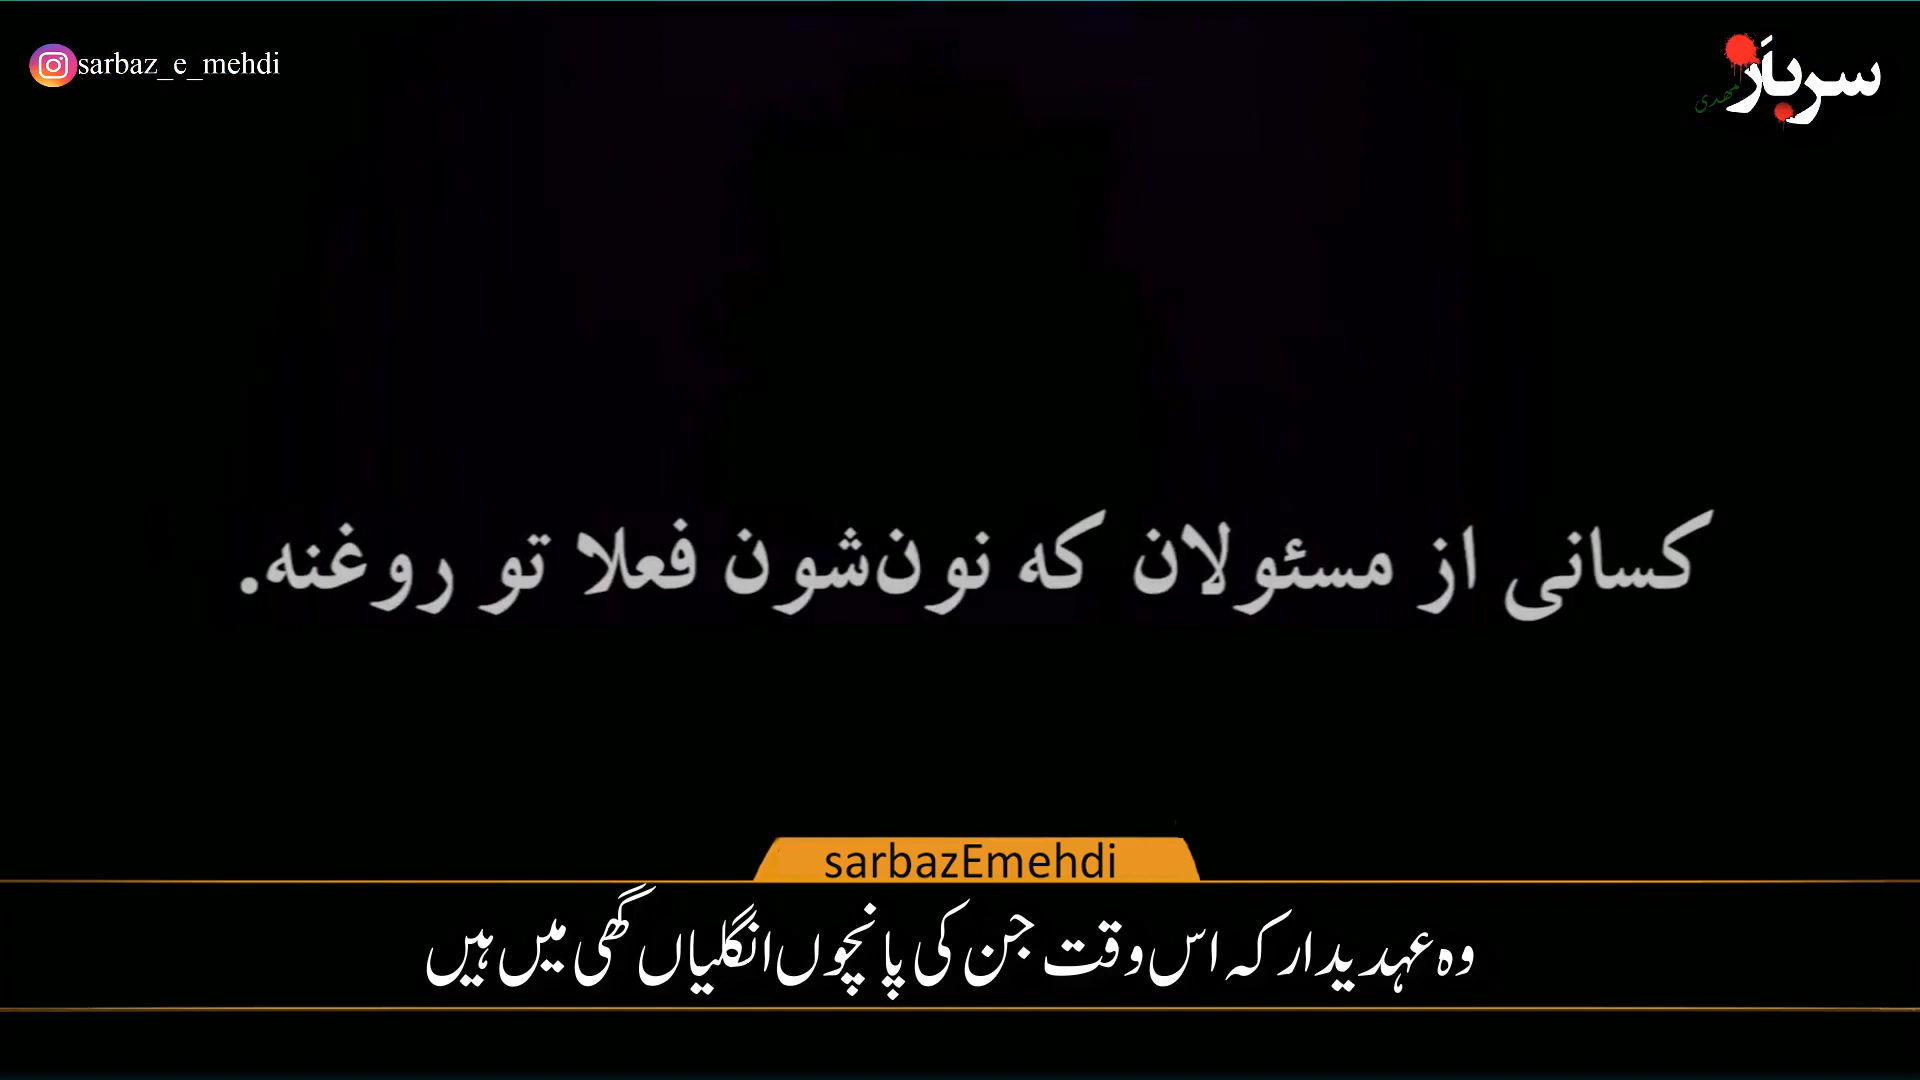 sarbaz_e_mehdi
سرباز
مهدی
کسانی از مسئولان که نون‌شون فعلا تو روغنه.
sarbazEmehdi
وہ عہدیدار کہ اس وقت جن کی پانچوں انگلیاں گھی میں ہیں